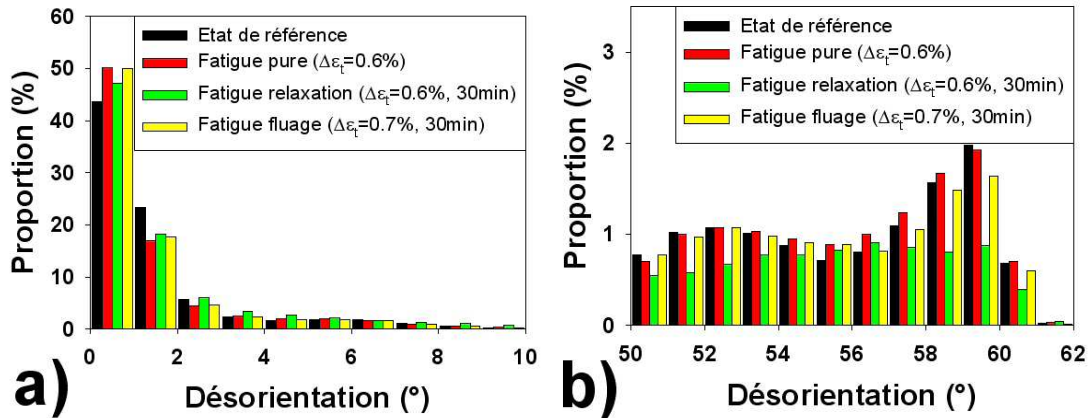 Proportion (%)
60
50
40
30
20
10
0
Etat de référence
Fatigue pure (Δεt=0.6%)
Fatigue relaxation (Δεt=0.6%, 30min)
Fatigue fluage (Δεt=0.7%, 30min)
0 2 4 6 8 10
Désorientation (°)
a)
Proportion (%)
3
2
1
0
Etat de référence
Fatigue pure (Δεt=0.6%)
Fatigue relaxation (Δεt=0.6%, 30min)
Fatigue fluage (Δεt=0.7%, 30min)
50 52 54 56 58 60 62
Désorientation (°)
b)